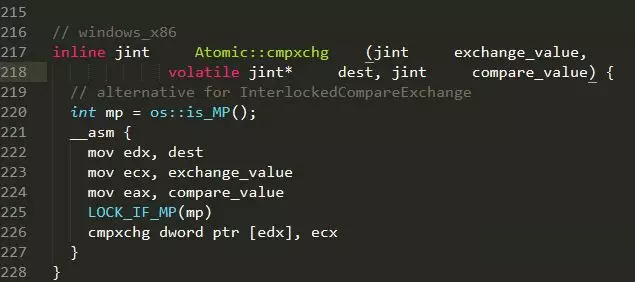 215
216 // windows_x86
217 inline jint Atomic::cmpxchg (jint exchange_value,
218 volatile jint* dest, jint compare_value) {
219 // alternative for InterlockedCompareExchange
220 int mp = os::is_MP();
221 __asm {
222 mov edx, dest
223 mov ecx, exchange_value
224 mov eax, compare_value
225 LOCK_IF_MP(mp)
226 cmpxchg dword ptr [edx], ecx
227 }
228 }